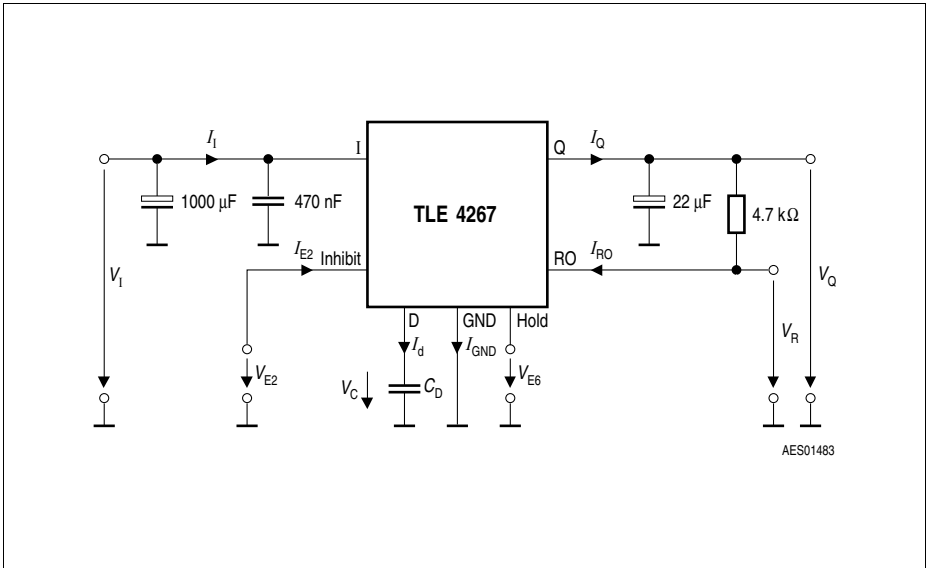 I_I
I
Q
I_Q
1000 µF
470 nF
TLE 4267
22 µF
4.7 kΩ
I_E2
Inhibit
RO
I_RO
V_I
V_Q
D
GND
Hold
V_R
I_d
I_GND
V_E2
V_C
C_D
V_E6
AES01483